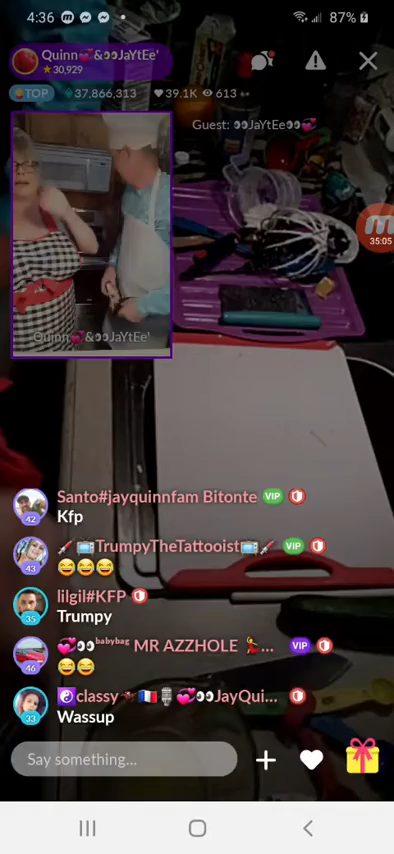 4:36
87%
Quinn💞&👀JaYtEe'
★30,929
TOP 37,866,313 ♥39.1K 613
Guest: 👀JaYtEe👀💞
35:05
Quinn💞&👀JaYtEe'
Santo#jayquinnfam Bitonte VIP
42
Kfp
TrumpyTheTattooist VIP
43
😂😂😂
lilgil#KFP
35
Trumpy
💞👀ᵇᵃᵇʸᵇᵃᵍ MR AZZHOLE 💃... VIP
46
😂😂
☯classy🇫🇷🎙💞👀JayQui...
33
Wassup
Say something...